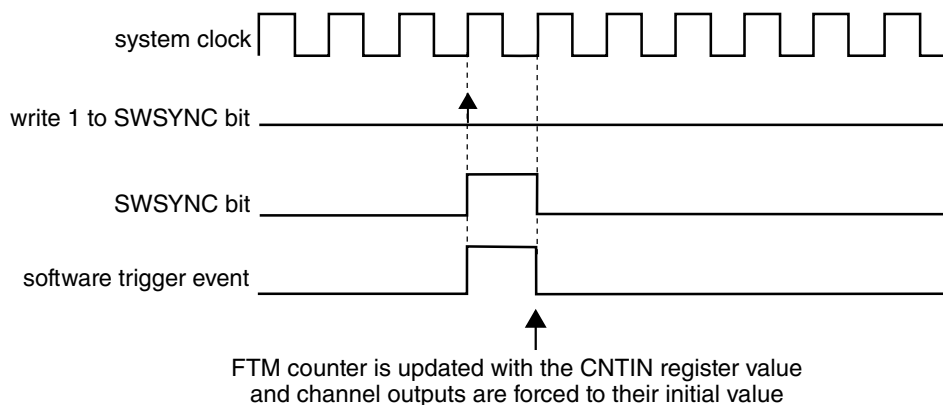 system clock
write 1 to SWSYNC bit
SWSYNC bit
software trigger event
FTM counter is updated with the CNTIN register value
and channel outputs are forced to their initial value